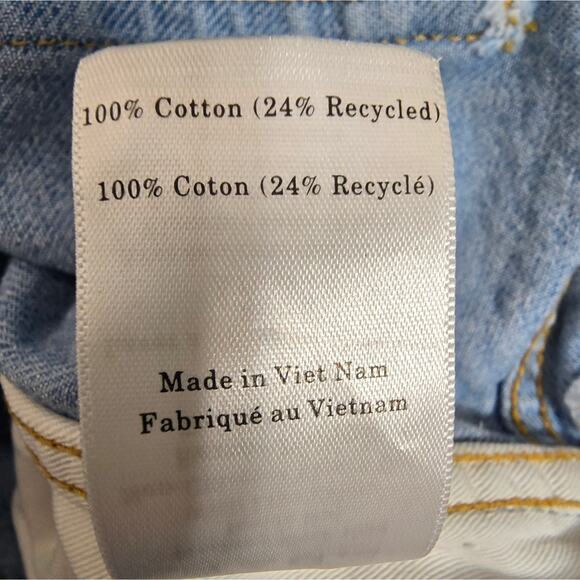 100% Cotton (24% Recycled)
100% Coton (24% Recyclé)
Made in Viet Nam
Fabriqué au Vietnam